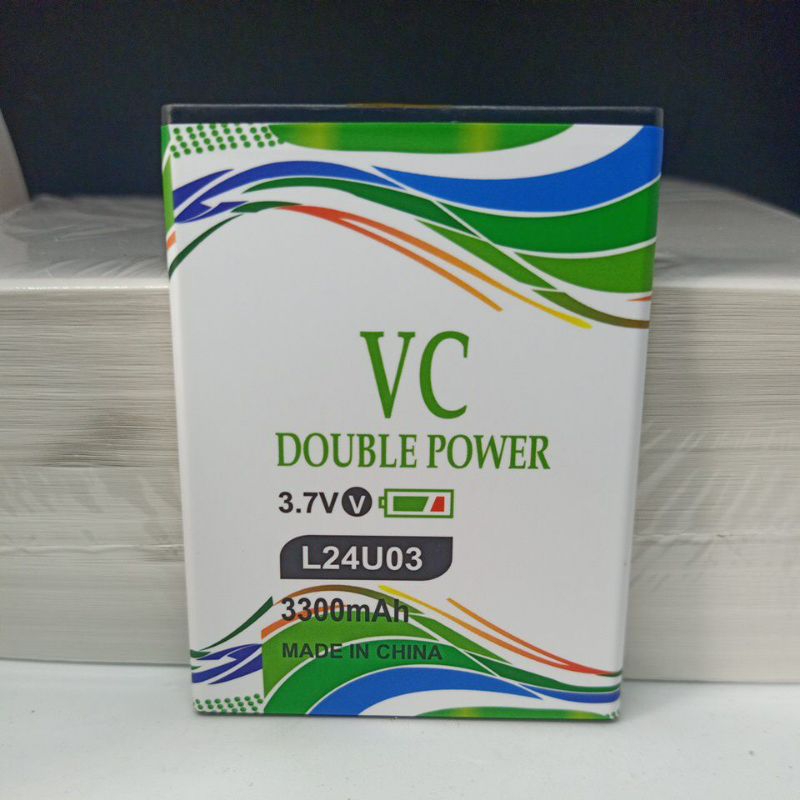 VC
DOUBLE POWER
3.7V V
L24U03
3300mAh
MADE IN CHINA